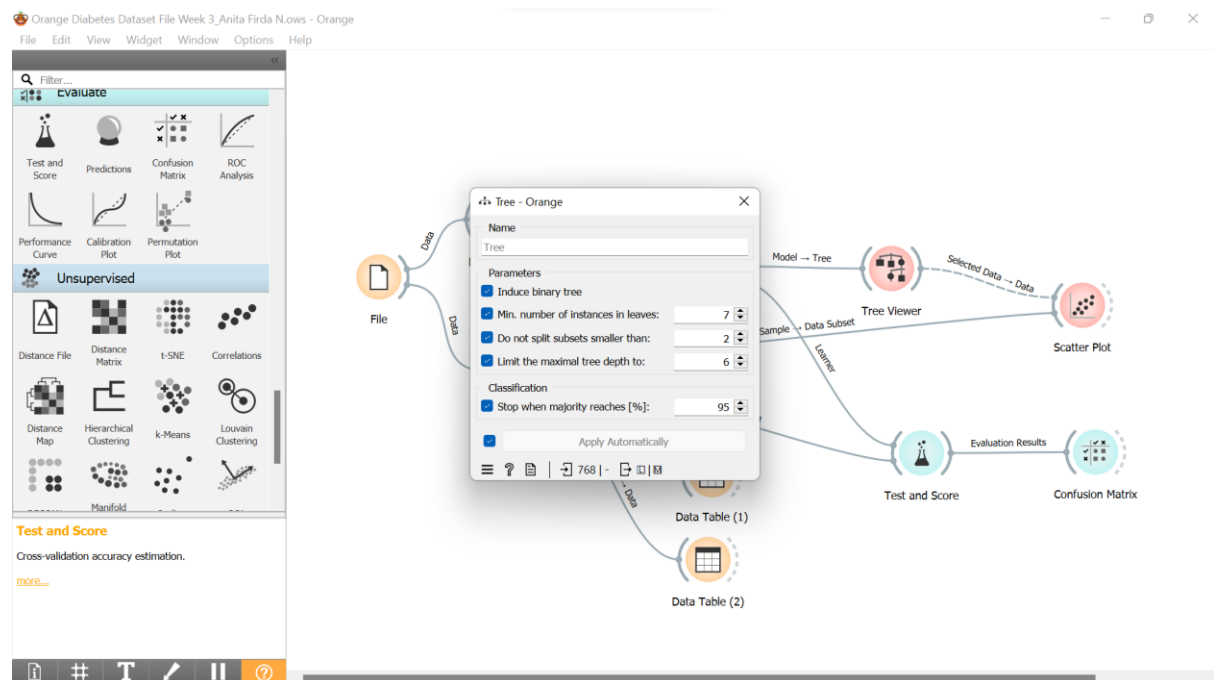 Orange Diabetes Dataset File Week 3_Anita Firda N.ows - Orange
File Edit View Widget Window Options Help
Filter...
Evaluate
Test and Score
Predictions
Confusion Matrix
ROC Analysis
Performance Curve
Calibration Plot
Permutation Plot
Unsupervised
Distance File
Distance Matrix
t-SNE
Correlations
Distance Map
Hierarchical Clustering
k-Means
Louvain Clustering
Manifold
Test and Score
Cross-validation accuracy estimation.
more...
File
Data
Data
Tree - Orange
Name
Tree
Parameters
Induce binary tree
Min. number of instances in leaves: 7
Do not split subsets smaller than: 2
Limit the maximal tree depth to: 6
Classification
Stop when majority reaches [%]: 95
Apply Automatically
768 | -
Model → Tree
Tree Viewer
Selected Data → Data
Scatter Plot
Sample → Data Subset
Learner
Test and Score
Evaluation Results
Confusion Matrix
→ Data
Data Table (1)
Data Table (2)